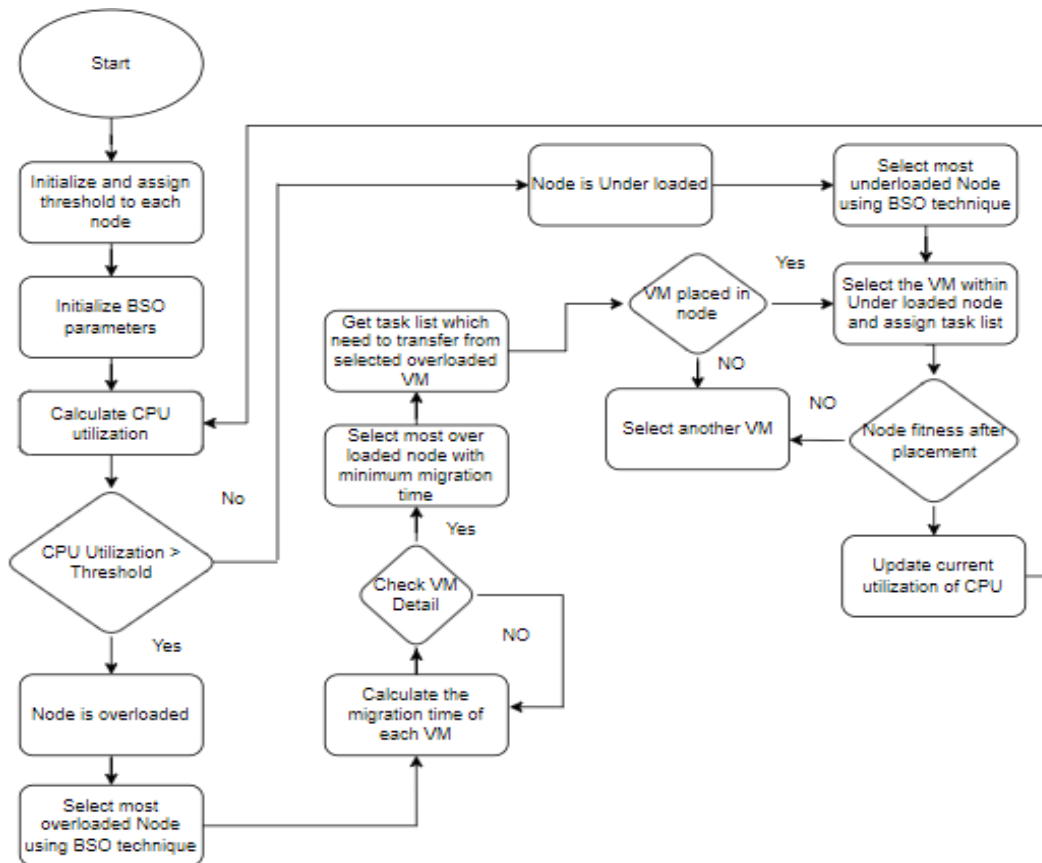 Start
Initialize and assign
threshold to each
node
Initialize BSO
parameters
Calculate CPU
utilization
No
CPU Utilization >
Threshold
Yes
Node is overloaded
Select most
overloaded Node
using BSO technique
Calculate the
migration time of
each VM
NO
Check VM
Detail
Yes
Select most over
loaded node with
minimum migration
time
Get task list which
need to transfer from
selected overloaded
VM
VM placed in
node
Yes
NO
Select another VM
Node is Under loaded
Select most
underloaded Node
using BSO technique
Select the VM within
Under loaded node
and assign task list
NO
Node fitness after
placement
Update current
utilization of CPU